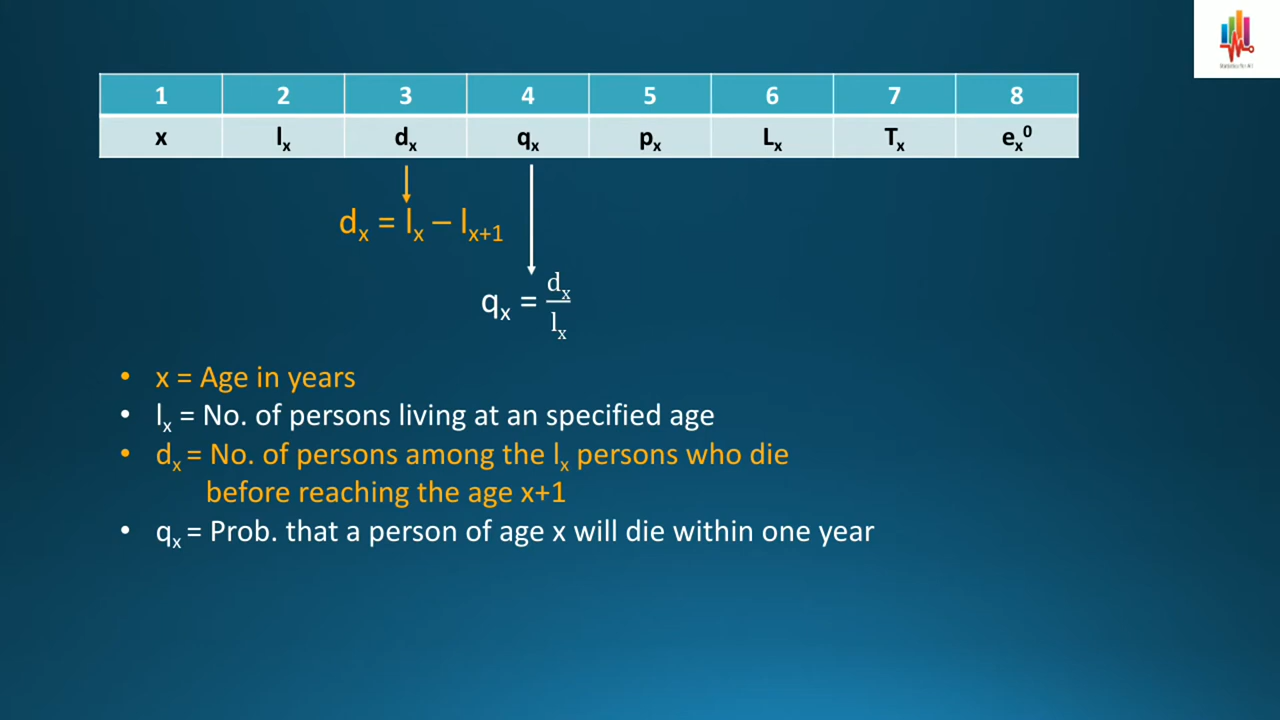 1 2 3 4 5 6 7 8
x lₓ dₓ qₓ pₓ Lₓ Tₓ eₓ⁰
dₓ = lₓ – lₓ₊₁
qₓ = dₓ/lₓ
• x = Age in years
• lₓ = No. of persons living at an specified age
• dₓ = No. of persons among the lₓ persons who die
before reaching the age x+1
• qₓ = Prob. that a person of age x will die within one year